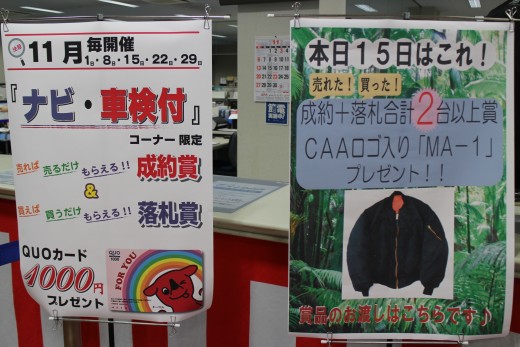 情報
11月毎開催
1日・8日・15日・22日・29日
『ナビ・車検付』
コーナー限定
売れば 売るだけ もらえる!! 成約賞
&
買えば 買うだけ もらえる!! 落札賞
QUOカード
1000円
プレゼント
QUO
FOR YOU
11
本日15日はこれ!
売れた! 買った!
成約+落札合計2台以上賞
CAAロゴ入り「MA-1」
プレゼント!!
賞品のお渡しはこちらです♪